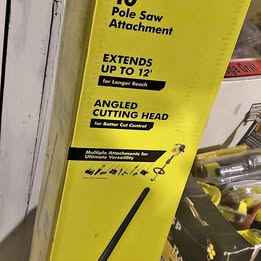 10"
Pole Saw
Attachment
EXTENDS
UP TO 12'
for Longer Reach
ANGLED
CUTTING HEAD
for Better Cut Control
Multiple Attachments for
Ultimate Versatility